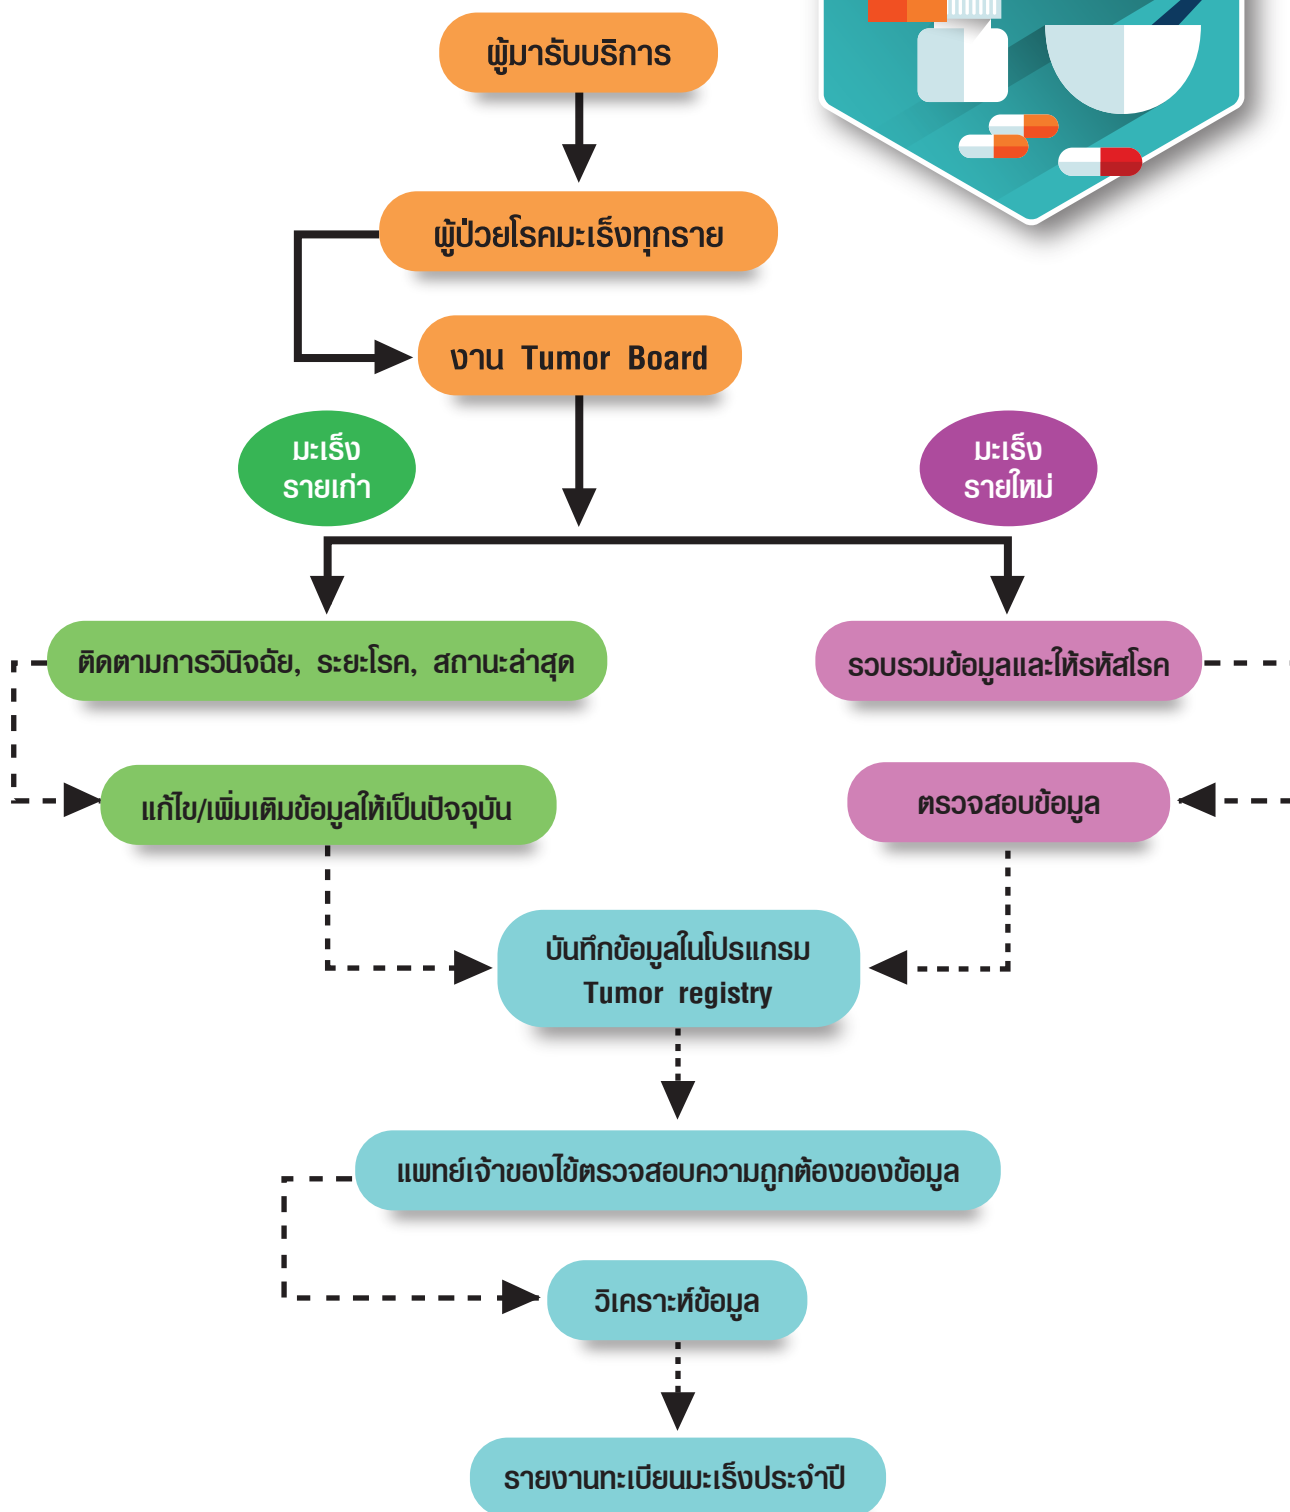 ผู้มารับบริการ
ผู้ป่วยโรคมะเร็งทุกราย
งาน Tumor Board
มะเร็ง
รายเก่า
มะเร็ง
รายใหม่
ติดตามการวินิจฉัย, ระยะโรค, สถานะล่าสุด
รวบรวมข้อมูลและให้รหัสโรค
แก้ไข/เพิ่มเติมข้อมูลให้เป็นปัจจุบัน
ตรวจสอบข้อมูล
บันทึกข้อมูลในโปรแกรม
Tumor registry
แพทย์เจ้าของไข้ตรวจสอบความถูกต้องของข้อมูล
วิเคราะห์ข้อมูล
รายงานทะเบียนมะเร็งประจำปี